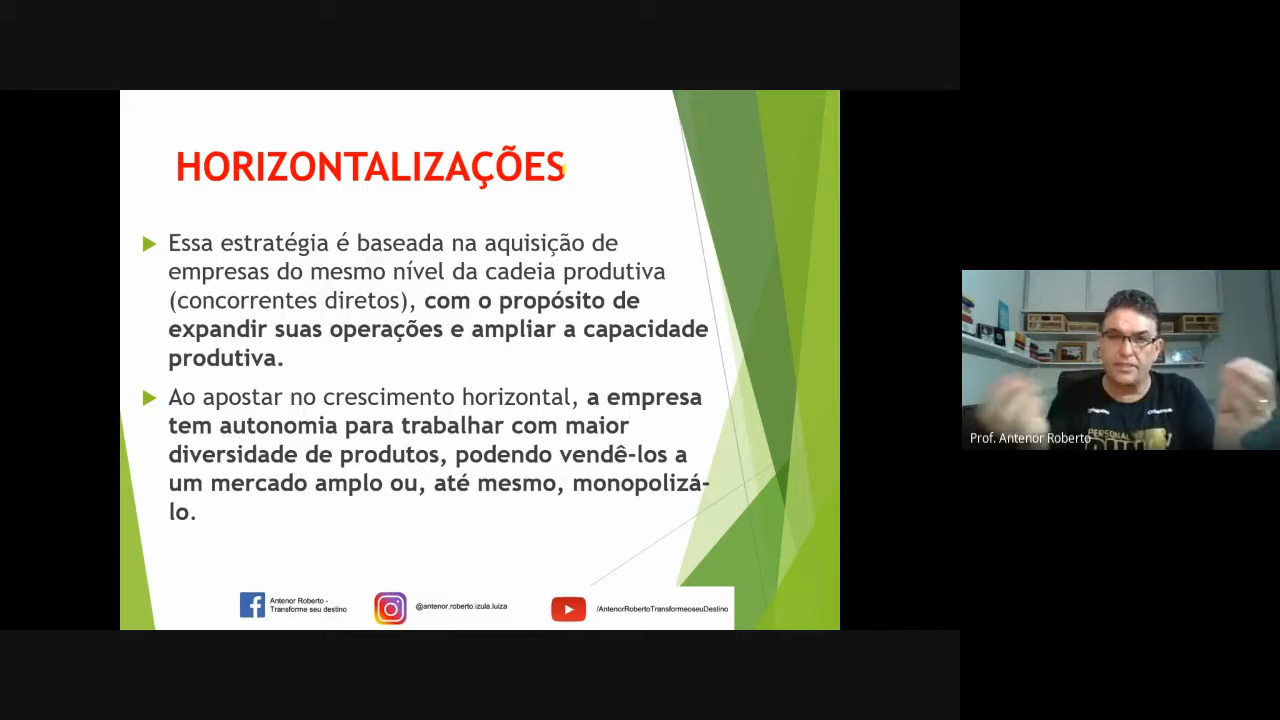 HORIZONTALIZAÇÕES
Essa estratégia é baseada na aquisição de
empresas do mesmo nível da cadeia produtiva
(concorrentes diretos), com o propósito de
expandir suas operações e ampliar a capacidade
produtiva.
Ao apostar no crescimento horizontal, a empresa
tem autonomia para trabalhar com maior
diversidade de produtos, podendo vendê-los a
um mercado amplo ou, até mesmo, monopolizá-
lo.
Antenor Roberto -
Transforme seu destino
@antenor.roberto.izula.luiza
/AntenorRobertoTransformeoseuDestino
Prof. Antenor Roberto
PERSONAL